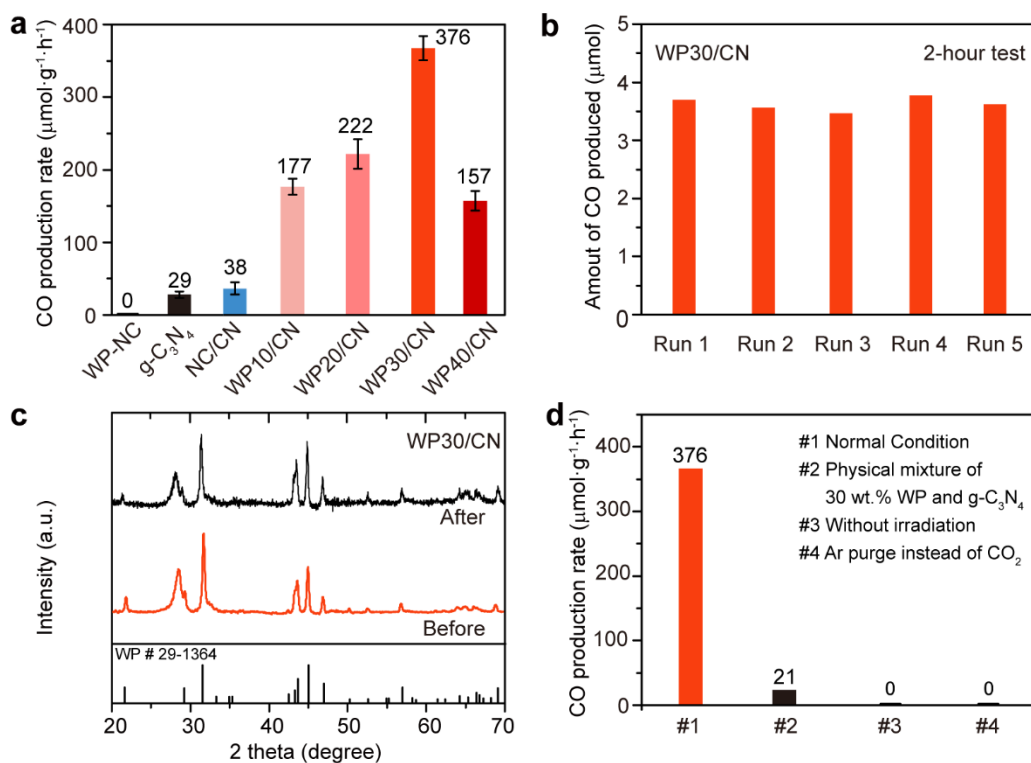 a
CO production rate (μmol·g⁻¹·h⁻¹)
400
300
200
100
0
0
29
38
177
222
376
157
WP-NC
g-C₃N₄
NC/CN
WP10/CN
WP20/CN
WP30/CN
WP40/CN
b
Amout of CO produced (μmol)
5
4
3
2
1
0
WP30/CN
2-hour test
Run 1
Run 2
Run 3
Run 4
Run 5
c
Intensity (a.u.)
WP30/CN
After
Before
WP # 29-1364
20
30
40
50
60
70
2 theta (degree)
d
CO production rate (μmol·g⁻¹·h⁻¹)
400
300
200
100
0
376
21
0
0
#1 Normal Condition
#2 Physical mixture of
30 wt.% WP and g-C₃N₄
#3 Without irradiation
#4 Ar purge instead of CO₂
#1
#2
#3
#4